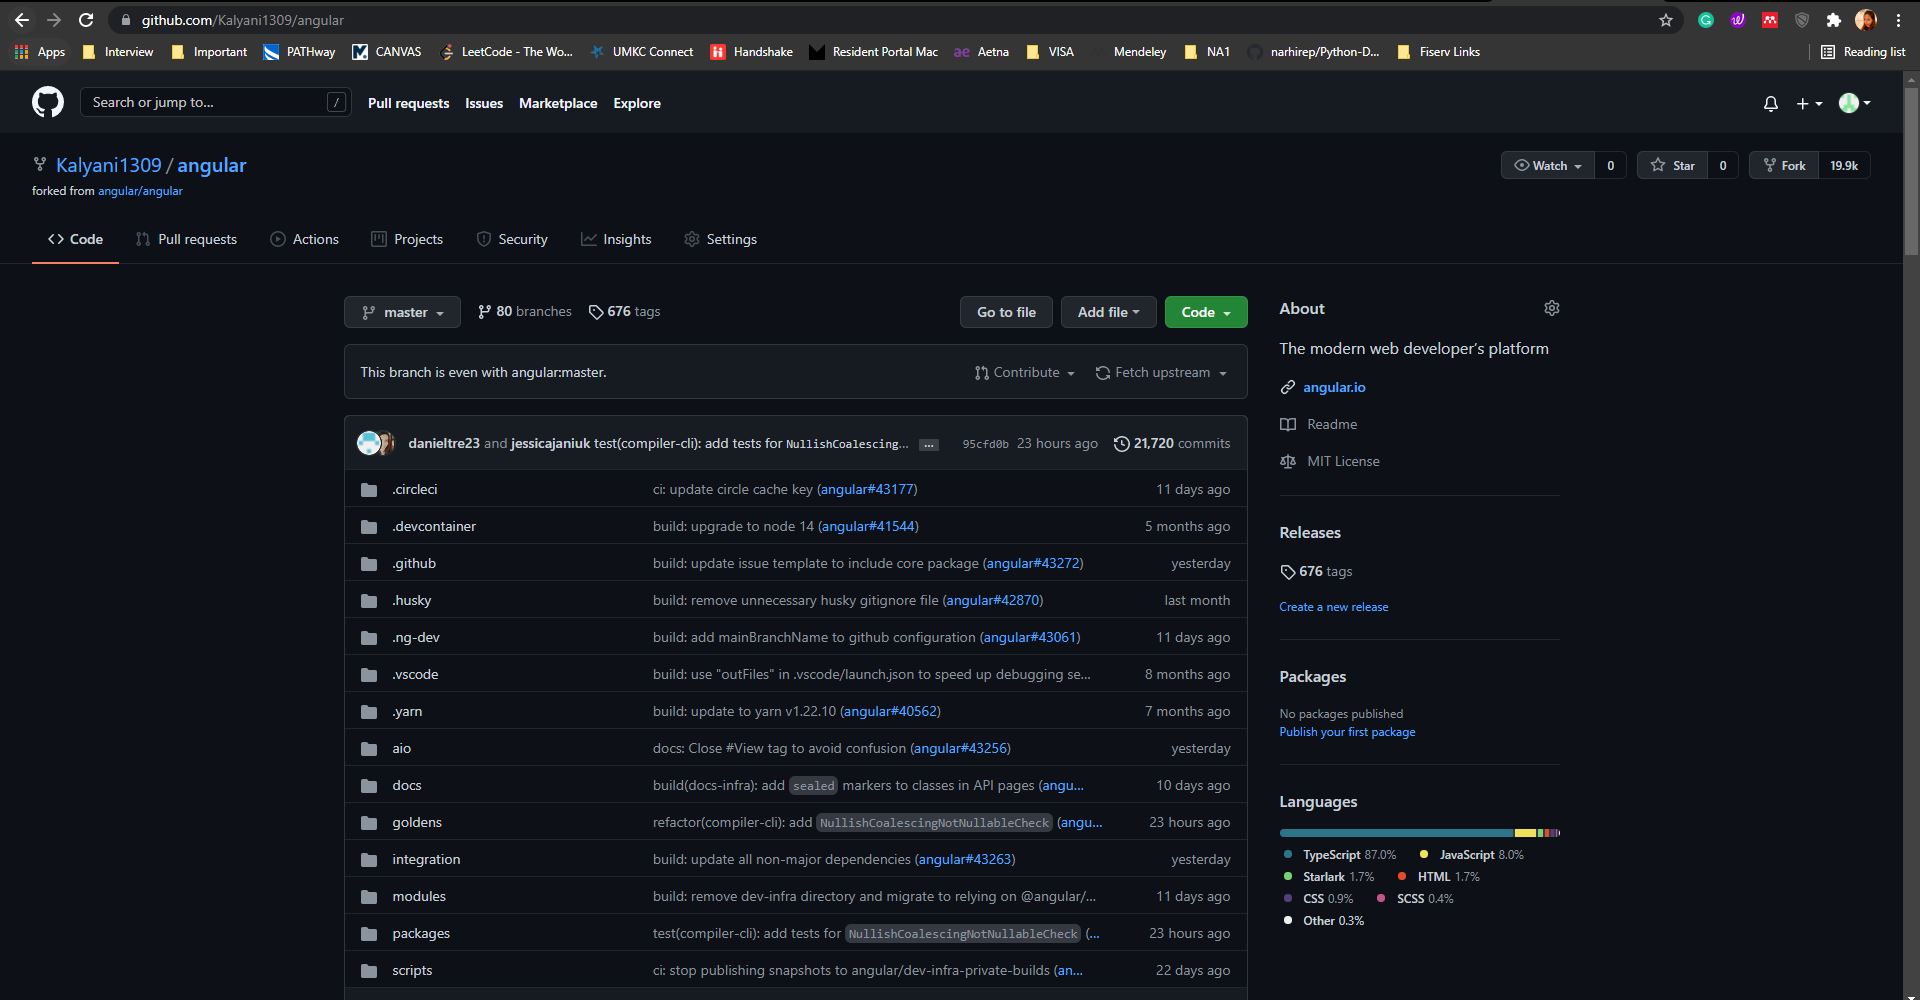 github.com/Kalyani1309/angular
Apps Interview Important PATHway CANVAS LeetCode - The Wo... UMKC Connect Handshake Resident Portal Mac ae Aetna VISA Mendeley NA1 narhirep/Python-D... Fiserv Links Reading list
Search or jump to... / Pull requests Issues Marketplace Explore
Kalyani1309 / angular Watch 0 Star 0 Fork 19.9k
forked from angular/angular
Code Pull requests Actions Projects Security Insights Settings
master 80 branches 676 tags Go to file Add file Code
This branch is even with angular:master. Contribute Fetch upstream
danieltre23 and jessicajaniuk test(compiler-cli): add tests for NullishCoalescing... ... 95cfd0b 23 hours ago 21,720 commits
.circleci ci: update circle cache key (angular#43177) 11 days ago
.devcontainer build: upgrade to node 14 (angular#41544) 5 months ago
.github build: update issue template to include core package (angular#43272) yesterday
.husky build: remove unnecessary husky gitignore file (angular#42870) last month
.ng-dev build: add mainBranchName to github configuration (angular#43061) 11 days ago
.vscode build: use "outFiles" in .vscode/launch.json to speed up debugging se... 8 months ago
.yarn build: update to yarn v1.22.10 (angular#40562) 7 months ago
aio docs: Close #View tag to avoid confusion (angular#43256) yesterday
docs build(docs-infra): add sealed markers to classes in API pages (angu... 10 days ago
goldens refactor(compiler-cli): add NullishCoalescingNotNullableCheck (angu... 23 hours ago
integration build: update all non-major dependencies (angular#43263) yesterday
modules build: remove dev-infra directory and migrate to relying on @angular/... 11 days ago
packages test(compiler-cli): add tests for NullishCoalescingNotNullableCheck (... 23 hours ago
scripts ci: stop publishing snapshots to angular/dev-infra-private-builds (an... 22 days ago
About
The modern web developer's platform
angular.io
Readme
MIT License
Releases
676 tags
Create a new release
Packages
No packages published
Publish your first package
Languages
TypeScript 87.0% JavaScript 8.0%
Starlark 1.7% HTML 1.7%
CSS 0.9% SCSS 0.4%
Other 0.3%